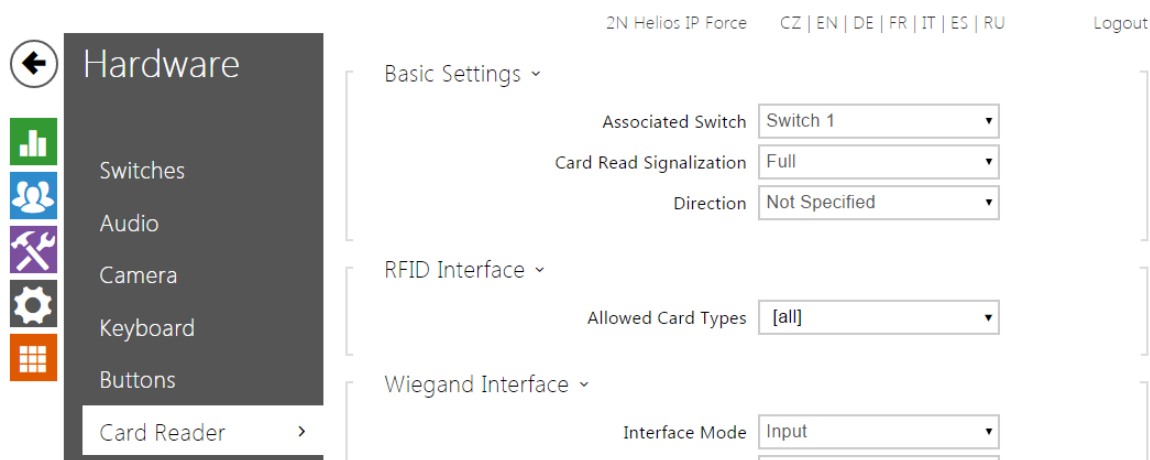 2N Helios IP Force CZ | EN | DE | FR | IT | ES | RU Logout
Hardware
Switches
Audio
Camera
Keyboard
Buttons
Card Reader
Basic Settings
Associated Switch Switch 1
Card Read Signalization Full
Direction Not Specified
RFID Interface
Allowed Card Types [all]
Wiegand Interface
Interface Mode Input